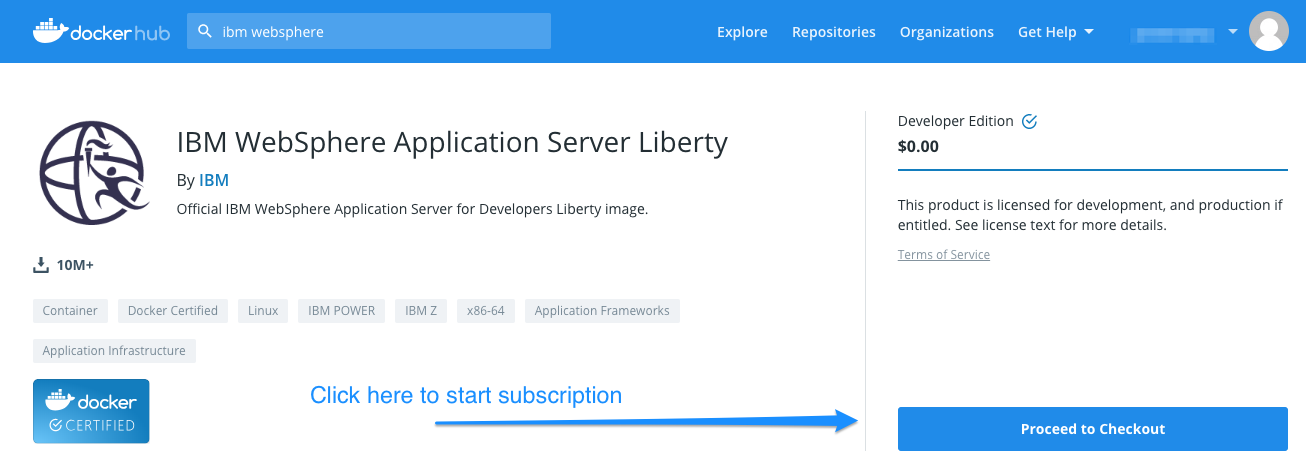 dockerhub
ibm websphere
Explore Repositories Organizations Get Help
IBM WebSphere Application Server Liberty
By IBM
Official IBM WebSphere Application Server for Developers Liberty image.
10M+
Container Docker Certified Linux IBM POWER IBM Z x86-64 Application Frameworks
Application Infrastructure
docker
CERTIFIED
Click here to start subscription
Developer Edition
$0.00
This product is licensed for development, and production if
entitled. See license text for more details.
Terms of Service
Proceed to Checkout